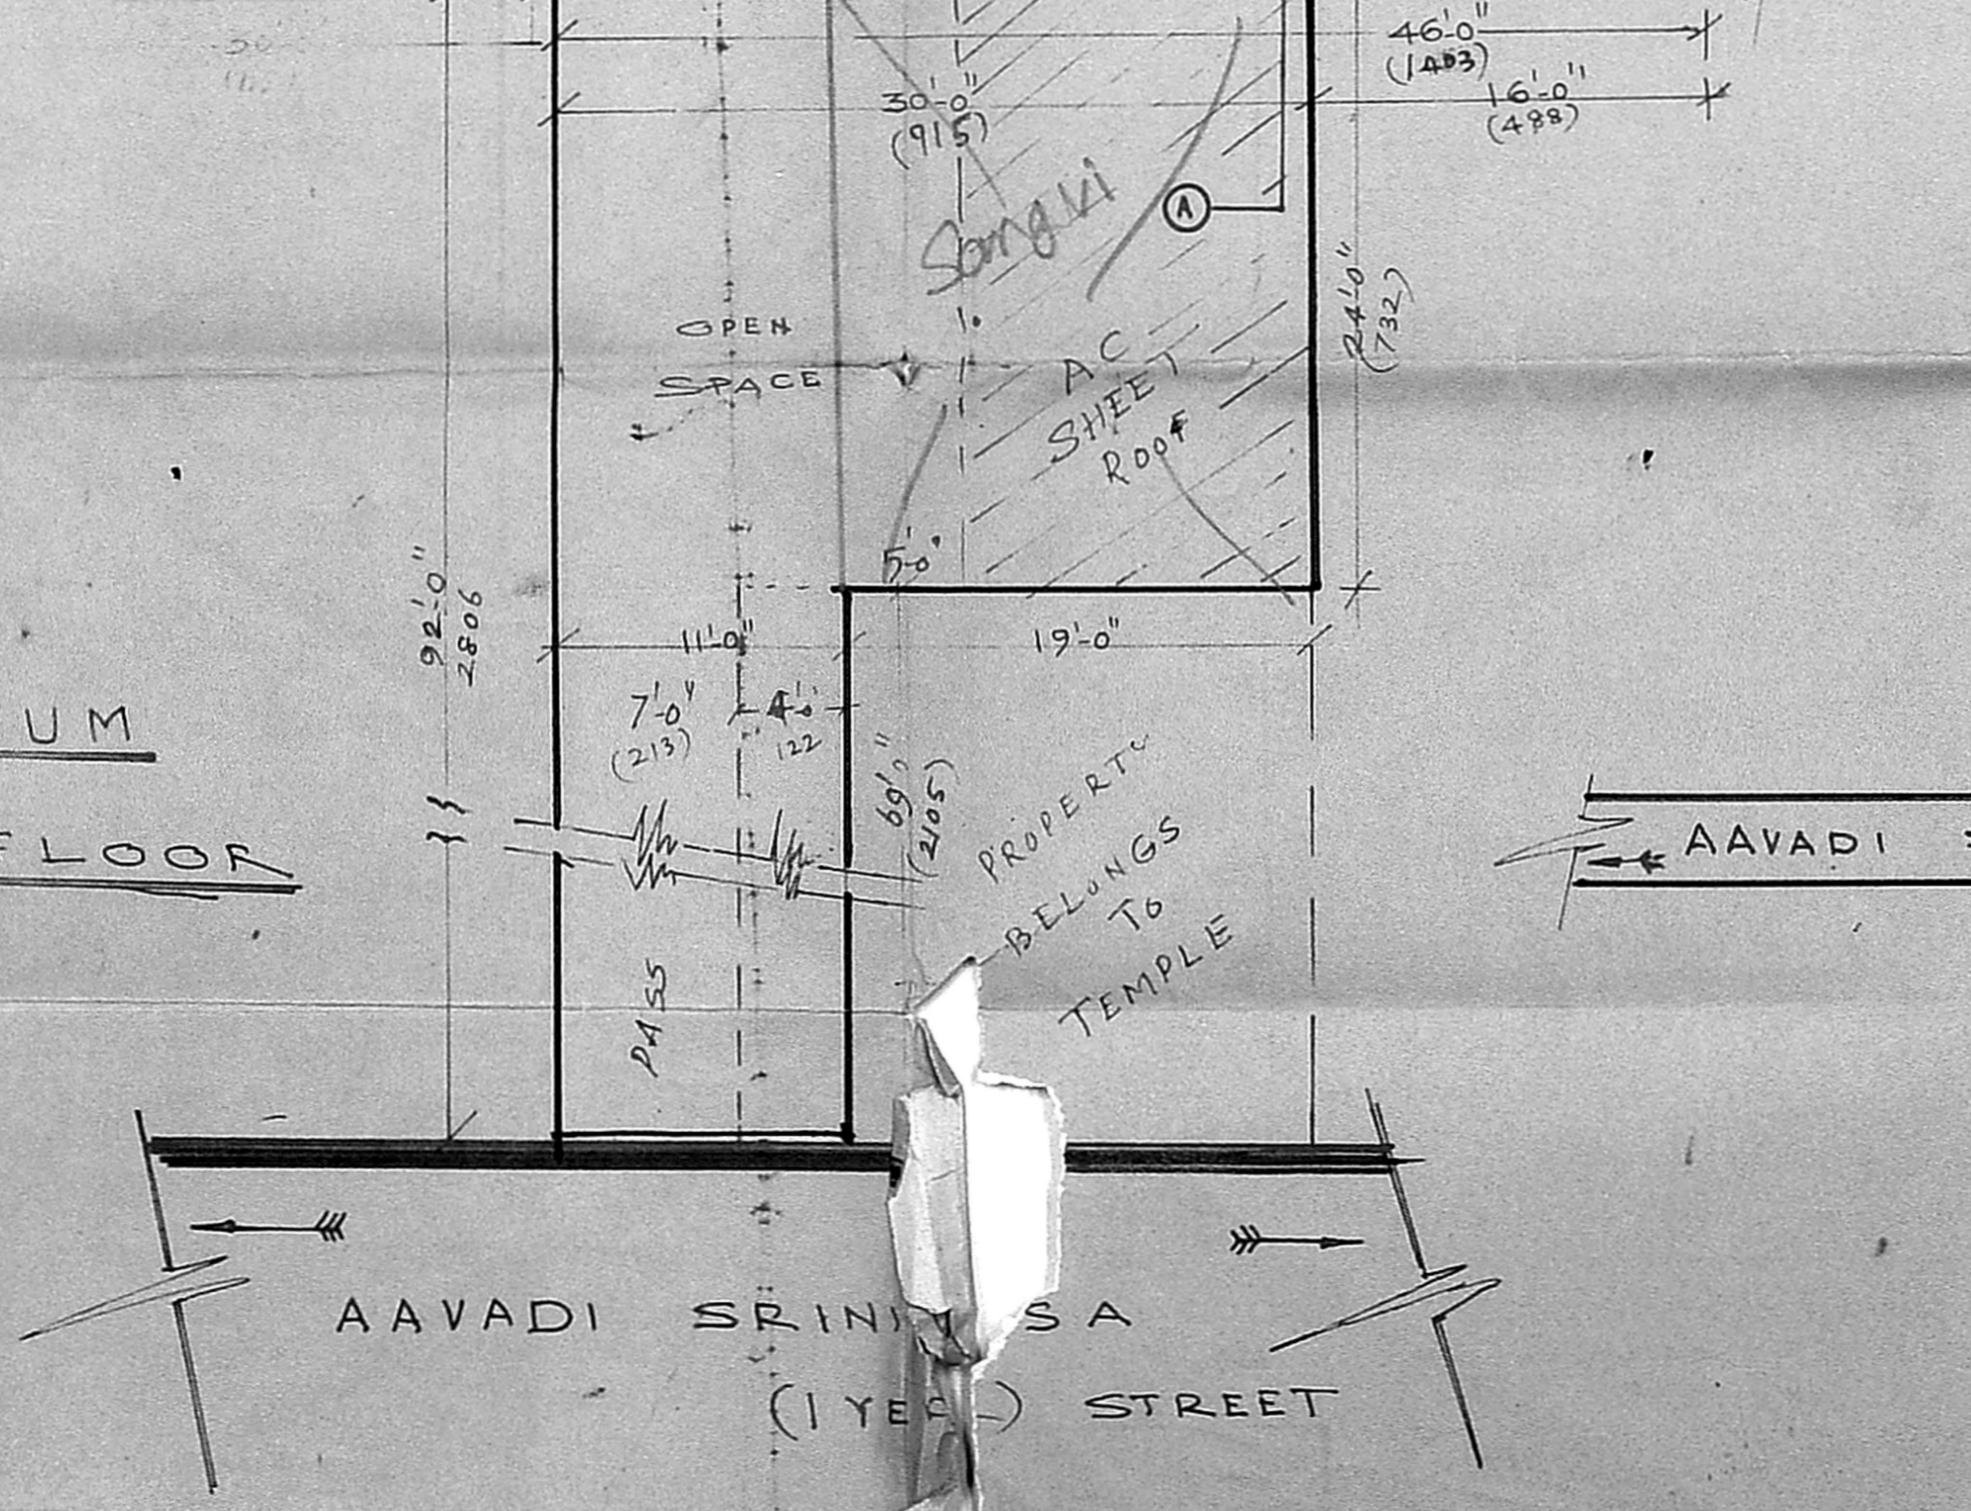 46'-0"
(1403)
30'-0"
(915)
16'-0"
(488)
A
OPEN
SPACE
24'-0"
(732)
AC
SHEET
ROOF
5'-0"
92'-0"
2806
11'-0"
19'-0"
7'-0"
(213)
4'-0
122
69'-0"
(2105)
UM
FLOOR
PROPERTY
BELONGS
TO
TEMPLE
AAVADI
PASS
AAVADI SRINI SA
(1 YE ) STREET